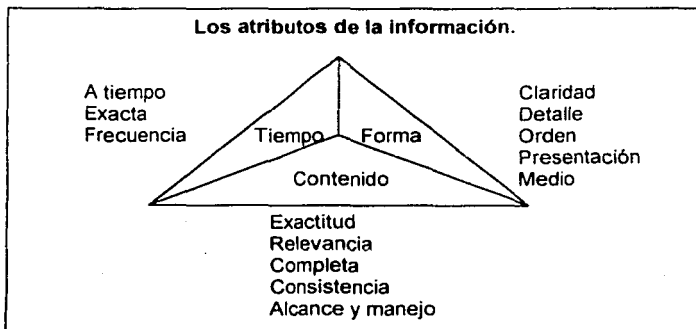 Los atributos de la información.
A tiempo
Exacta
Frecuencia
Tiempo
Forma
Contenido
Claridad
Detalle
Orden
Presentación
Medio
Exactitud
Relevancia
Completa
Consistencia
Alcance y manejo